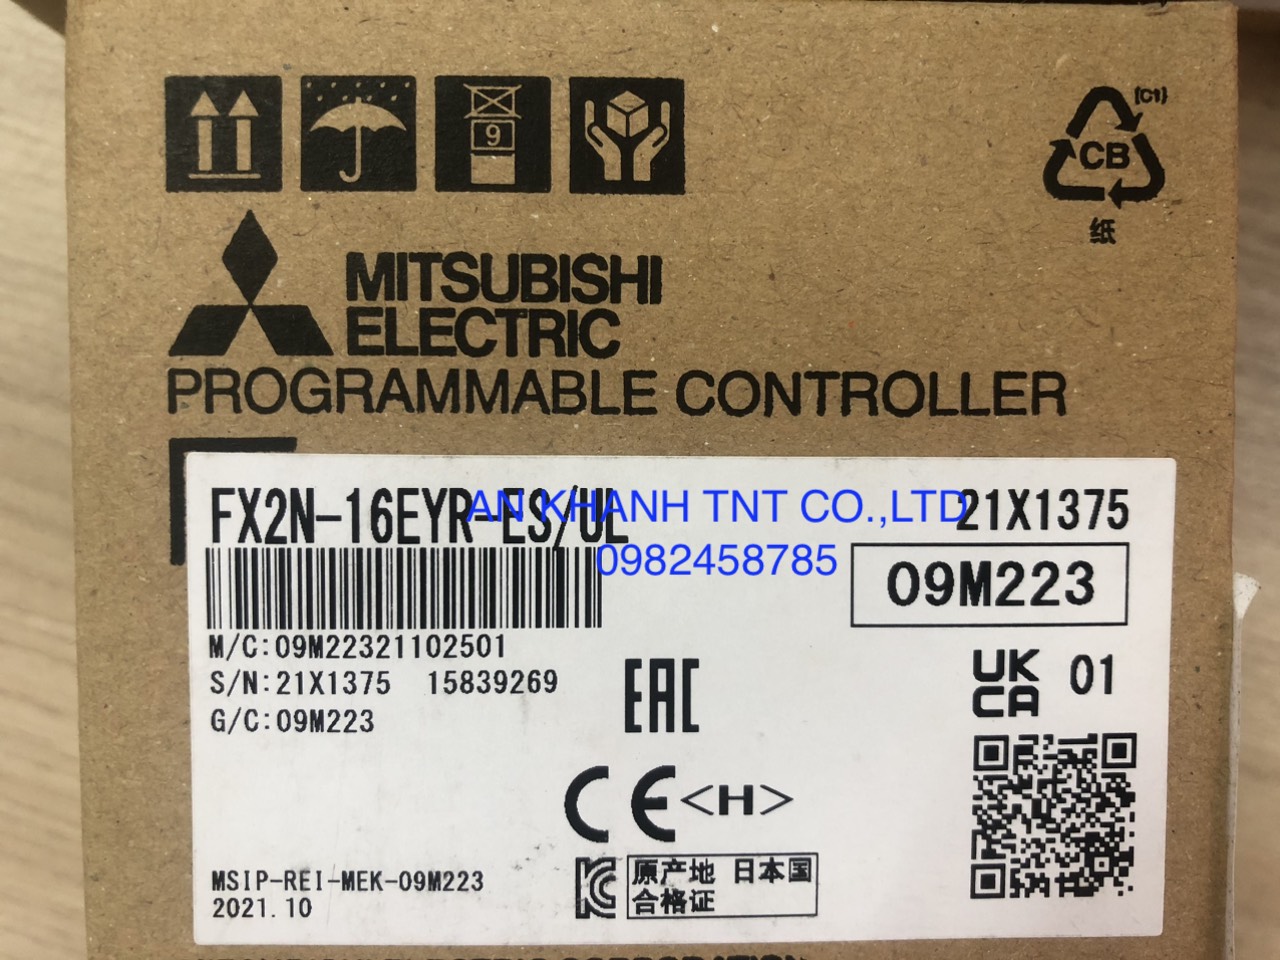 9
[C1]
CB
纸
MITSUBISHI
ELECTRIC
PROGRAMMABLE CONTROLLER
FX2N-16EYR-ES/UL
21X1375
AN KHANH TNT CO.,LTD
0982458785
09M223
M/C:09M22321102501
S/N:21X1375 15839269
G/C:09M223
EAC
UK
CA
01
CE <H>
MSIP-REI-MEK-09M223
2021.10
原产地 日本国
合格证